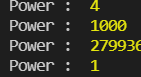 Power : 4
Power : 1000
Power : 279936
Power : 1